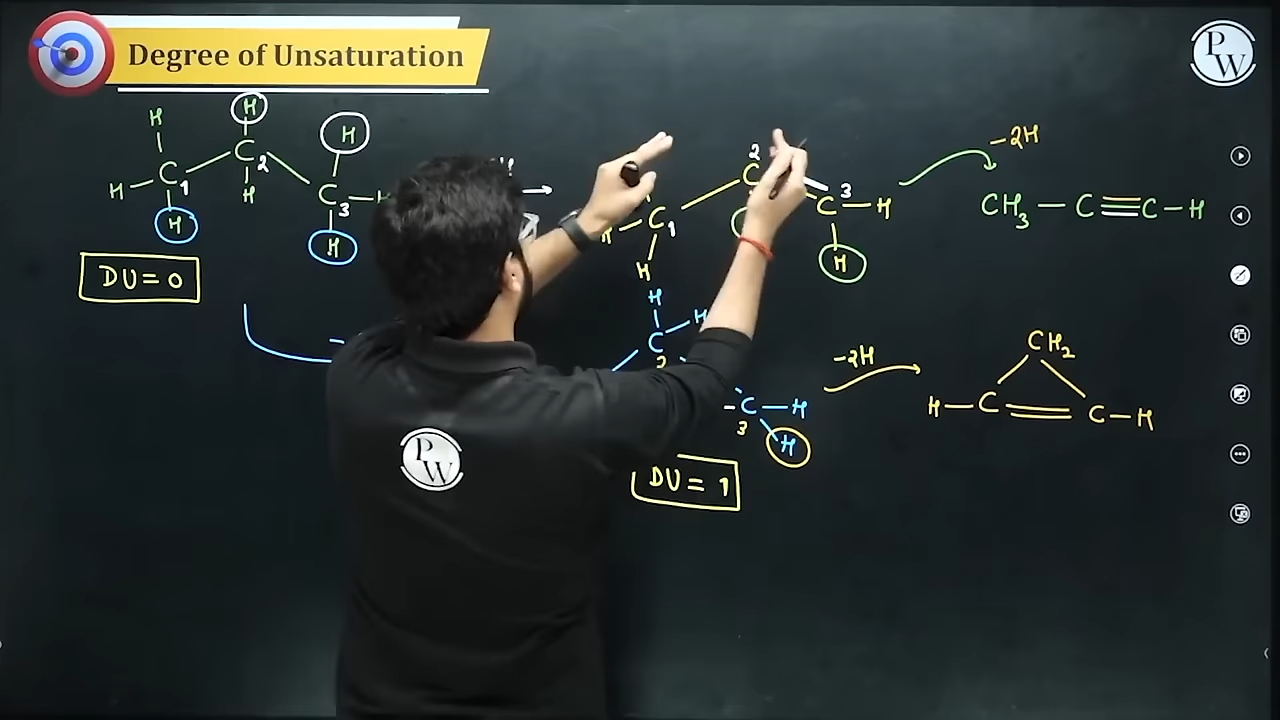 Degree of Unsaturation
PW
H
H
H
C1
C2
C3
H
H
H
H
H
DU = 0
2
C
C1
C
3
H
H
H
H
-2H
CH3 — C ≡ C — H
H
H
C
2
C — H
3
H
DU = 1
-2H
CH2
H — C = C — H
PW